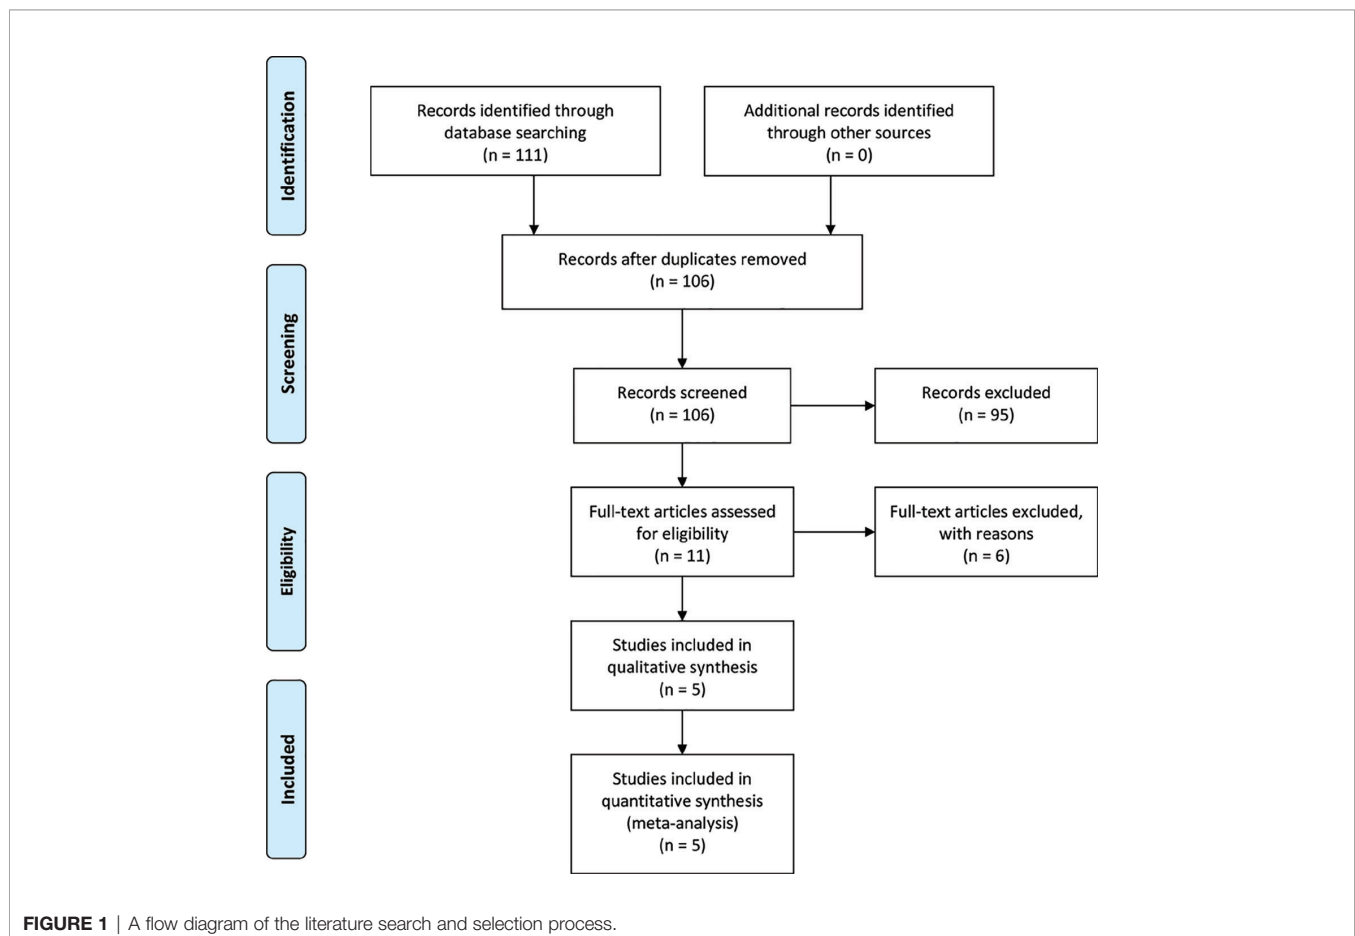 Identification
Records identified through
database searching
(n = 111)
Additional records identified
through other sources
(n = 0)
Records after duplicates removed
(n = 106)
Screening
Records screened
(n = 106)
Records excluded
(n = 95)
Eligibility
Full-text articles assessed
for eligibility
(n = 11)
Full-text articles excluded,
with reasons
(n = 6)
Studies included in
qualitative synthesis
(n = 5)
Included
Studies included in
quantitative synthesis
(meta-analysis)
(n = 5)
FIGURE 1 | A flow diagram of the literature search and selection process.